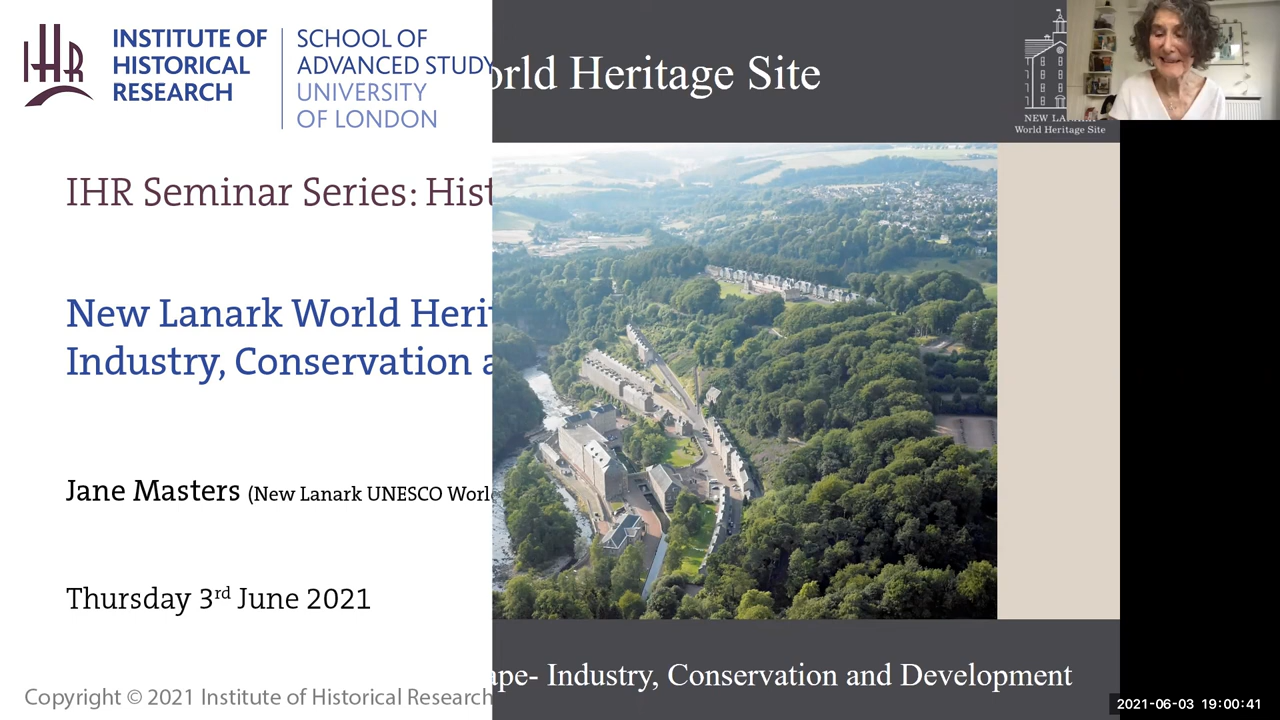 INSTITUTE OF
HISTORICAL
RESEARCH
SCHOOL OF
ADVANCED STUDY
UNIVERSITY
OF LONDON
IHR Seminar Series: Hist
New Lanark World Herit
Industry, Conservation a
Jane Masters (New Lanark UNESCO Worl
Thursday 3rd June 2021
Copyright © 2021 Institute of Historical Research
orld Heritage Site
NEW LANARK
World Heritage Site
ape- Industry, Conservation and Development
2021-06-03 19:00:41